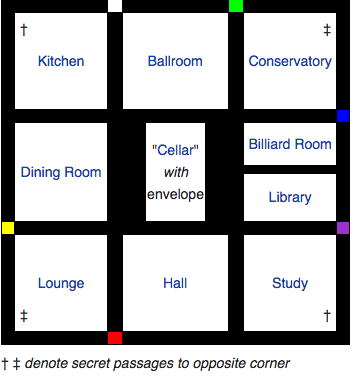 †
‡
Kitchen
Ballroom
Conservatory
Dining Room
"Cellar"
with
envelope
Billiard Room
Library
Lounge
Hall
Study
‡
†
† ‡ denote secret passages to opposite corner